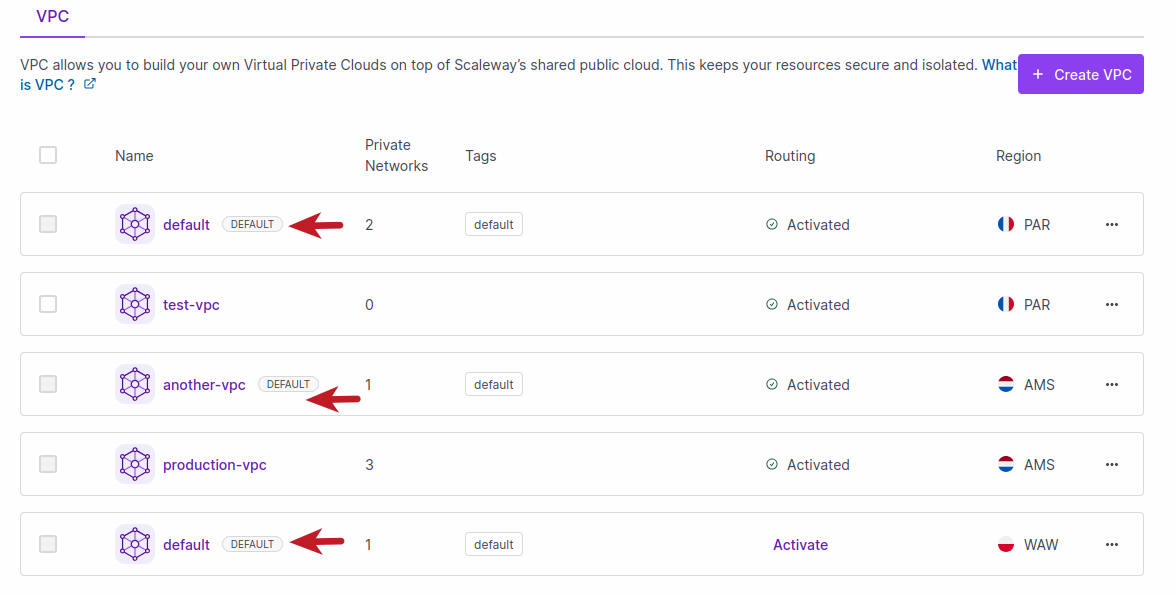 VPC
VPC allows you to build your own Virtual Private Clouds on top of Scaleway’s shared public cloud. This keeps your resources secure and isolated. What
is VPC ?
+ Create VPC
Name Private Networks Tags Routing Region
default DEFAULT 2 default Activated PAR ...
test-vpc 0 Activated PAR ...
another-vpc DEFAULT 1 default Activated AMS ...
production-vpc 3 Activated AMS ...
default DEFAULT 1 default Activate WAW ...